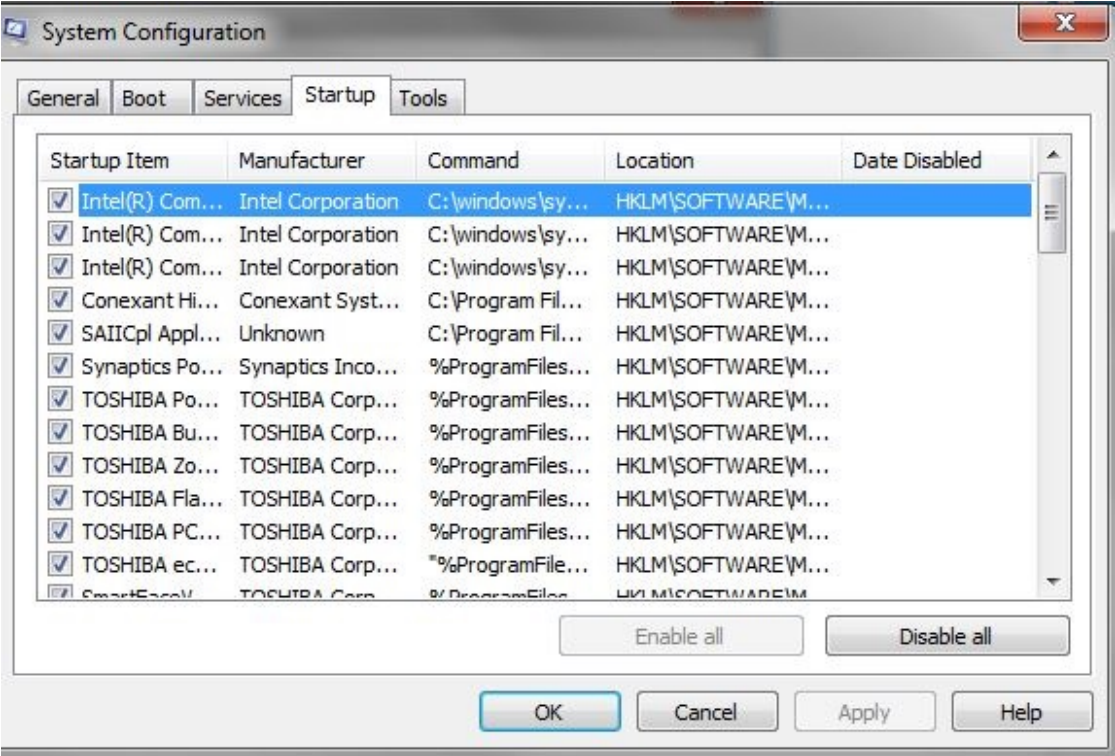 System Configuration
General Boot Services Startup Tools
Startup Item Manufacturer Command Location Date Disabled
Intel(R) Com... Intel Corporation C:\windows\sy... HKLM\SOFTWARE\M...
Intel(R) Com... Intel Corporation C:\windows\sy... HKLM\SOFTWARE\M...
Intel(R) Com... Intel Corporation C:\windows\sy... HKLM\SOFTWARE\M...
Conexant Hi... Conexant Syst... C:\Program Fil... HKLM\SOFTWARE\M...
SAIICpl Appl... Unknown C:\Program Fil... HKLM\SOFTWARE\M...
Synaptics Po... Synaptics Inco... %ProgramFiles... HKLM\SOFTWARE\M...
TOSHIBA Po... TOSHIBA Corp... %ProgramFiles... HKLM\SOFTWARE\M...
TOSHIBA Bu... TOSHIBA Corp... %ProgramFiles... HKLM\SOFTWARE\M...
TOSHIBA Zo... TOSHIBA Corp... %ProgramFiles... HKLM\SOFTWARE\M...
TOSHIBA Fla... TOSHIBA Corp... %ProgramFiles... HKLM\SOFTWARE\M...
TOSHIBA PC... TOSHIBA Corp... %ProgramFiles... HKLM\SOFTWARE\M...
TOSHIBA ec... TOSHIBA Corp... "%ProgramFile... HKLM\SOFTWARE\M...
TOSHIBA Corp... %ProgramFiles... HKLM\SOFTWARE\M...
Enable all Disable all
OK Cancel Apply Help